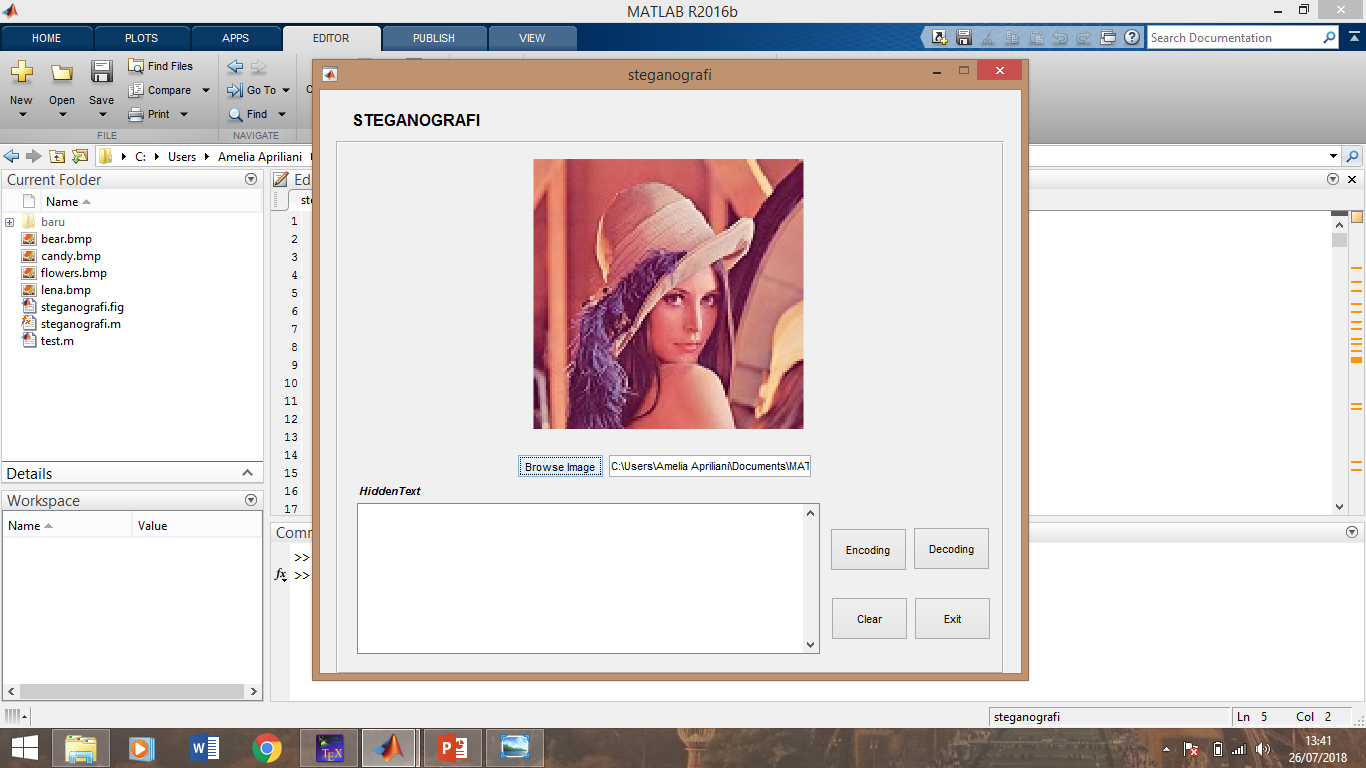 MATLAB R2016b
HOME PLOTS APPS EDITOR PUBLISH VIEW
Search Documentation
New Open Save
Find Files
Compare
Print
Go To
Find
FILE NAVIGATE
steganografi
STEGANOGRAFI
C: Users Amelia Apriliani
Current Folder
Name
baru
bear.bmp
candy.bmp
flowers.bmp
lena.bmp
steganografi.fig
steganografi.m
test.m
Details
Workspace
Name Value
1
2
3
4
5
6
7
8
9
10
11
12
13
14
15
16
17
>>
fx >>
Browse Image C:\Users\Amelia Apriliani\Documents\MAT
HiddenText
Encoding Decoding
Clear Exit
steganografi Ln 5 Col 2
13:41
26/07/2018